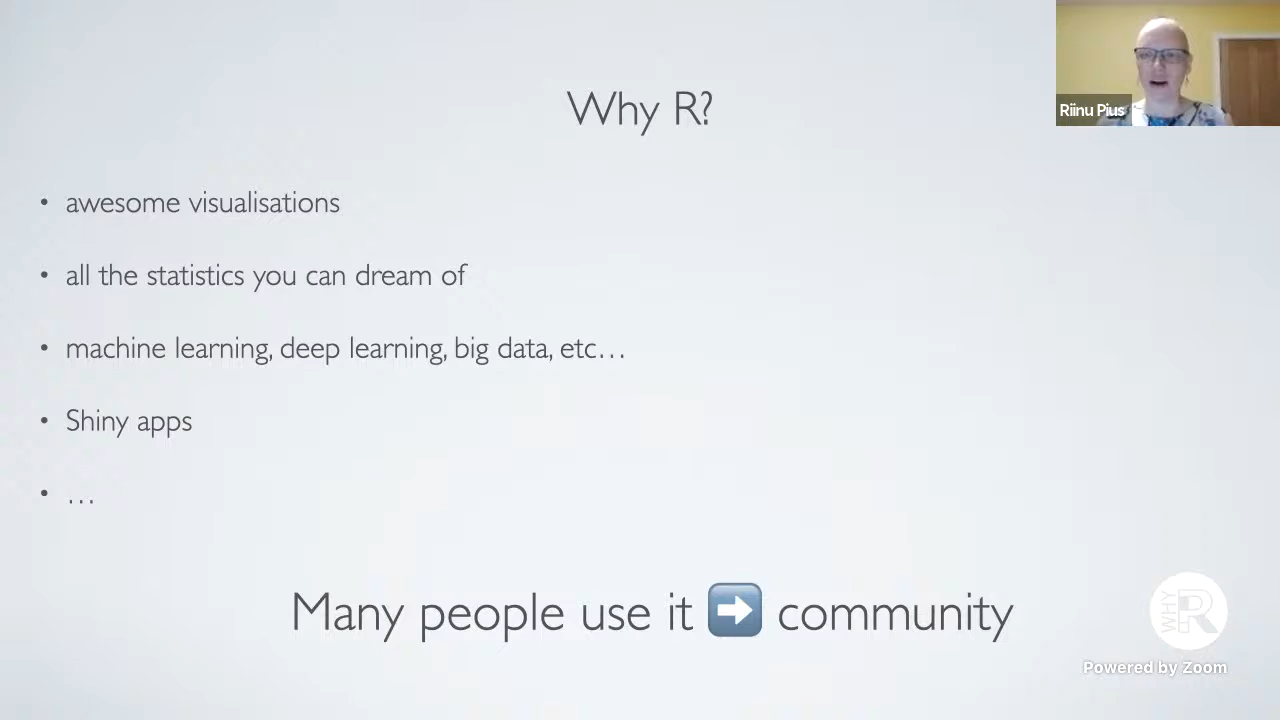 Why R?
Riinu Pius
• awesome visualisations
• all the statistics you can dream of
• machine learning, deep learning, big data, etc…
• Shiny apps
• …
Many people use it ➡️ community
WHY R
Powered by Zoom